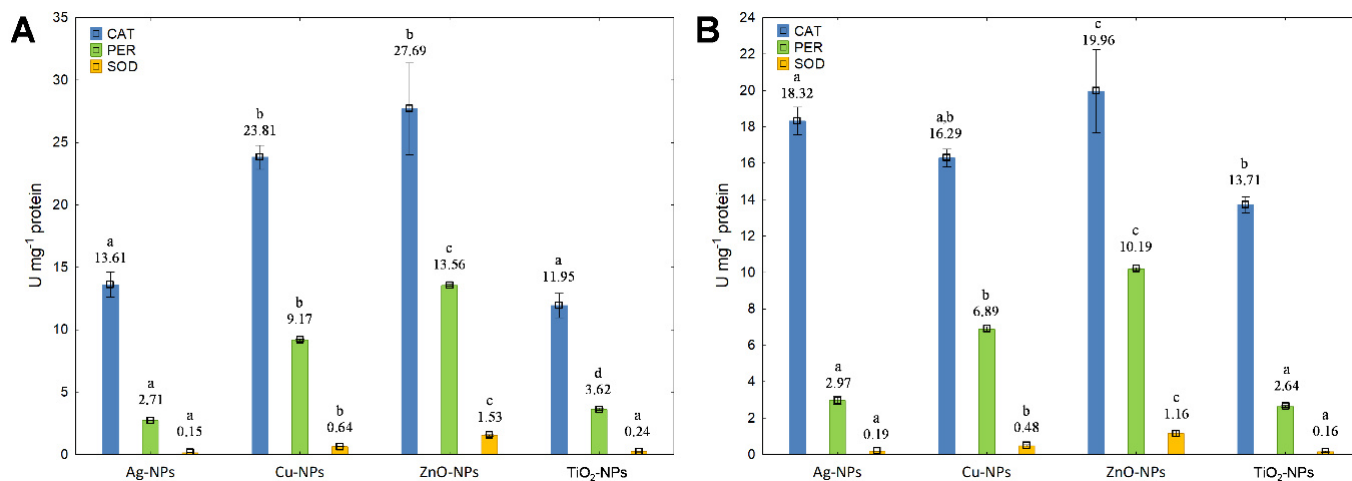 A
CAT
PER
SOD
U mg⁻¹ protein
35
30
25
20
15
10
5
0
a
13.61
a
2,71
a
0,15
b
23.81
b
9.17
b
0.64
b
27,69
c
13.56
c
1.53
a
11.95
d
3,62
a
0,24
Ag-NPs
Cu-NPs
ZnO-NPs
TiO₂-NPs
B
CAT
PER
SOD
U mg⁻¹ protein
24
22
20
18
16
14
12
10
8
6
4
2
0
a
18.32
a
2.97
a
0.19
a,b
16.29
b
6,89
b
0.48
c
19.96
c
10.19
c
1.16
b
13,71
a
2,64
a
0.16
Ag-NPs
Cu-NPs
ZnO-NPs
TiO₂-NPs